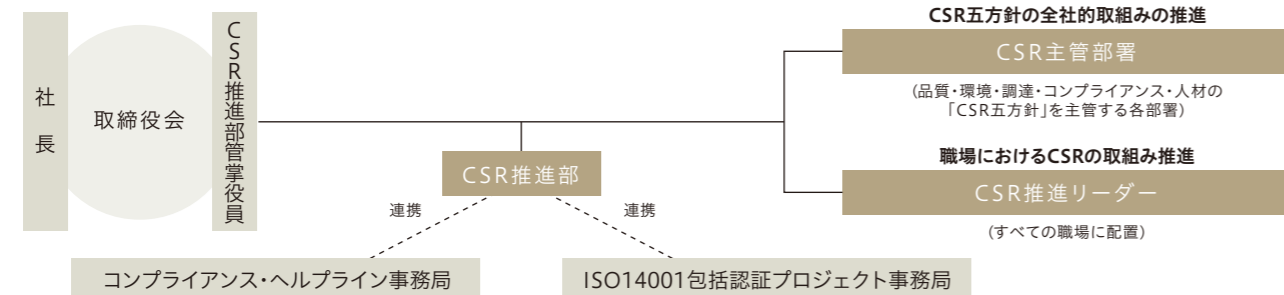 社長
取締役会
CSR推進部管掌役員
CSR推進部
連携
連携
コンプライアンス・ヘルプライン事務局
ISO14001包括認証プロジェクト事務局
CSR五方針の全社的取組みの推進
CSR主管部署
(品質・環境・調達・コンプライアンス・人材の
「CSR五方針」を主管する各部署)
職場におけるCSRの取組み推進
CSR推進リーダー
(すべての職場に配置)